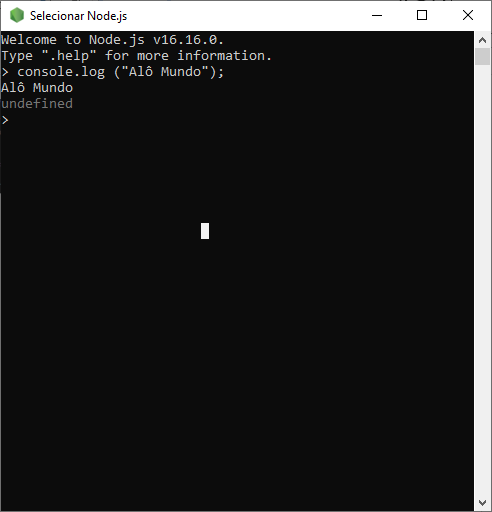 Selecionar Node.js
Welcome to Node.js v16.16.0.
Type ".help" for more information.
> console.log ("Alô Mundo");
Alô Mundo
undefined
>